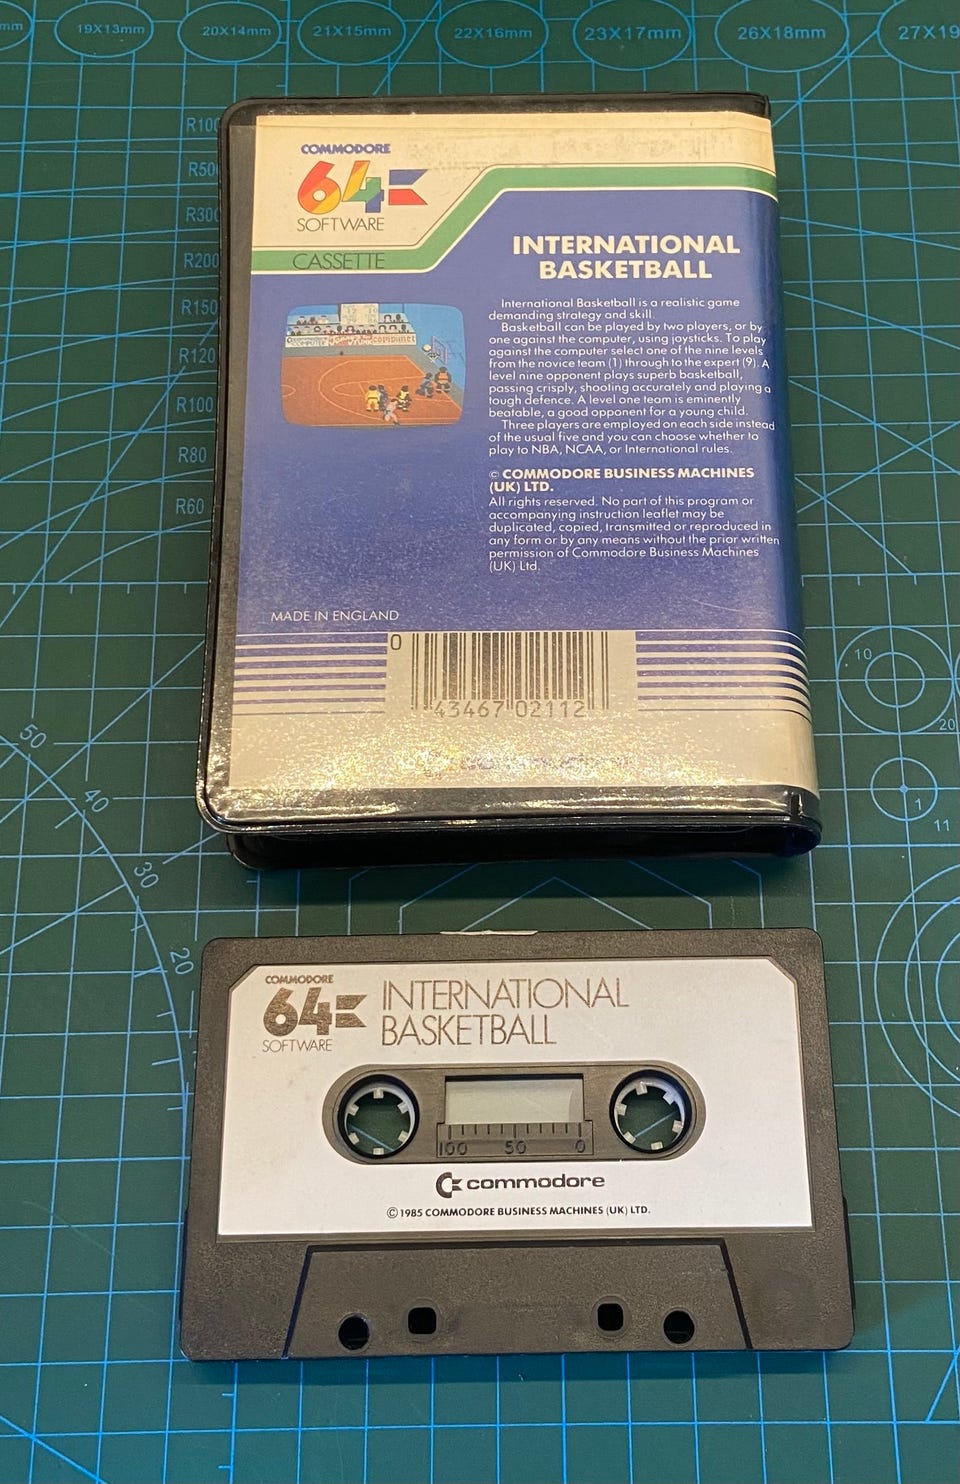 19X13mm
20X14mm
21X15mm
22X16mm
23X17mm
26X18mm
27X19
R100
R500
R300
R200
R150
R120
R100
R80
R60
COMMODORE
64
SOFTWARE
CASSETTE
INTERNATIONAL
BASKETBALL
International Basketball is a realistic game
demanding strategy and skill.
Basketball can be played by two players, or by
one against the computer, using joysticks. To play
against the computer select one of the nine levels
from the novice team (1) through to the expert (9). A
level nine opponent plays superb basketball,
passing crisply, shooting accurately and playing a
tough defence. A level one team is eminently
beatable, a good opponent for a young child.
Three players are employed on each side instead
of the usual five and you can choose whether to
play to NBA, NCAA, or International rules.
© COMMODORE BUSINESS MACHINES
(UK) LTD.
All rights reserved. No part of this program or
accompanying instruction leaflet may be
duplicated, copied, transmitted or reproduced in
any form or by any means without the prior written
permission of Commodore Business Machines
(UK) Ltd.
MADE IN ENGLAND
0
43467 02112
10
20
1
11
50
40
30
20
COMMODORE
64
SOFTWARE
INTERNATIONAL
BASKETBALL
100 50 0
commodore
© 1985 COMMODORE BUSINESS MACHINES (UK) LTD.